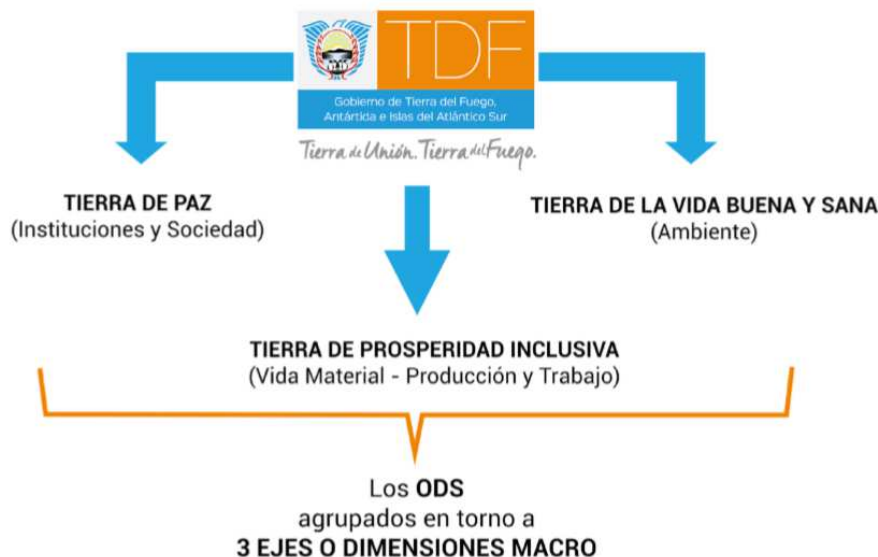 TDF
Gobierno de Tierra del Fuego,
Antártida e Islas del Atlántico Sur
Tierra de Unión. Tierra del Fuego.
TIERRA DE PAZ
(Instituciones y Sociedad)
TIERRA DE LA VIDA BUENA Y SANA
(Ambiente)
TIERRA DE PROSPERIDAD INCLUSIVA
(Vida Material - Producción y Trabajo)
Los ODS
agrupados en torno a
3 EJES O DIMENSIONES MACRO